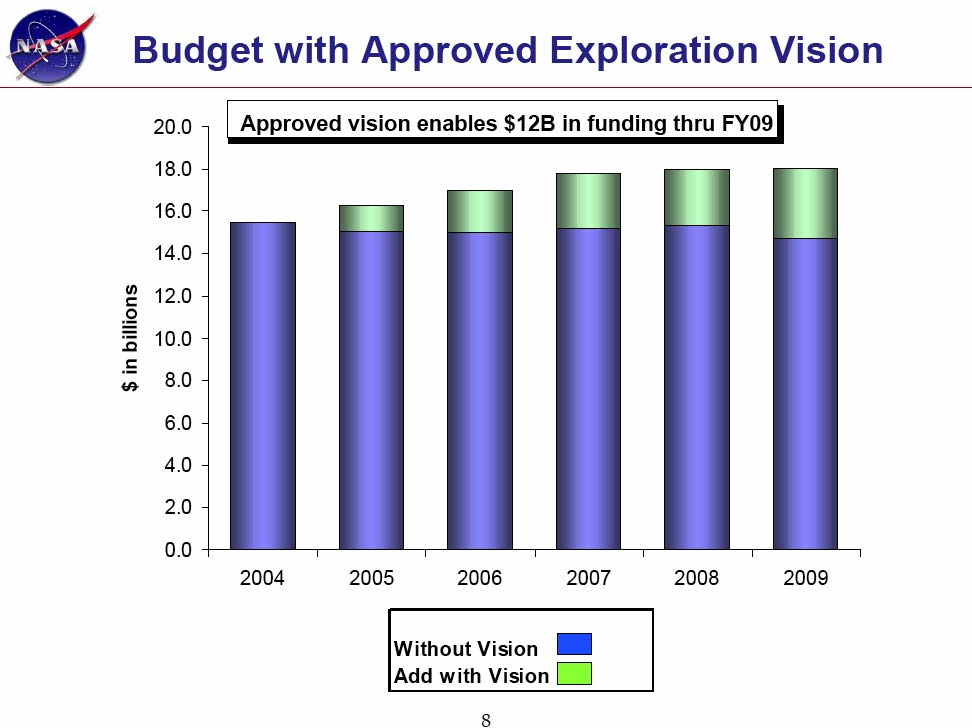 NASA
Budget with Approved Exploration Vision
Approved vision enables $12B in funding thru FY09
$ in billions
20.0
18.0
16.0
14.0
12.0
10.0
8.0
6.0
4.0
2.0
0.0
2004 2005 2006 2007 2008 2009
Without Vision
Add with Vision
8